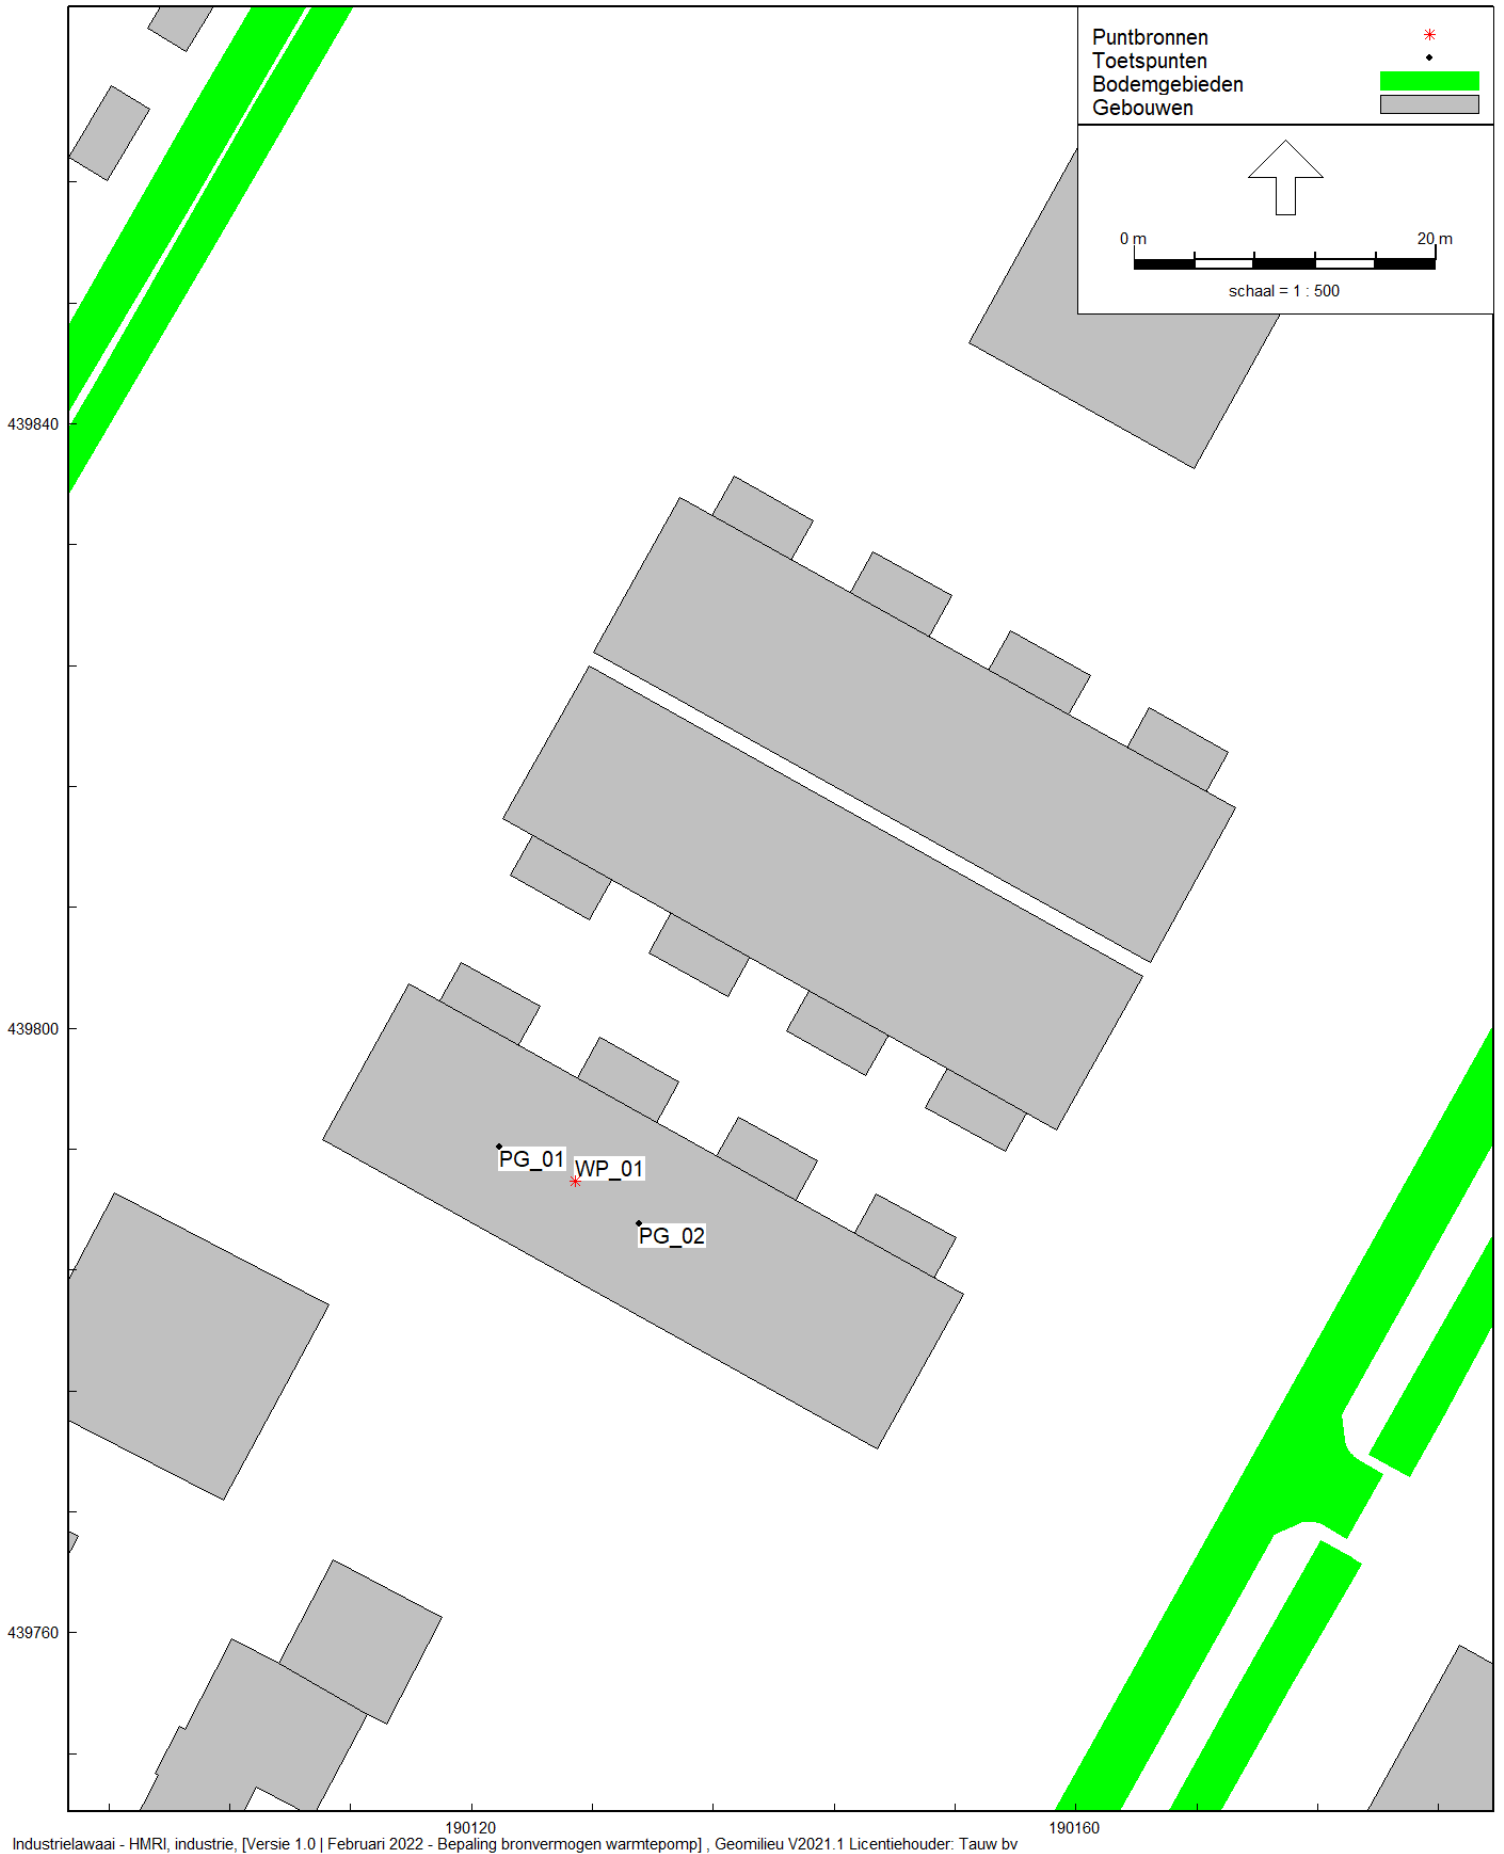 Puntbronnen
Toetspunten
Bodemgebieden
Gebouwen
0 m 20 m
schaal = 1 : 500
439840
439800
PG_01
WP_01
PG_02
439760
190120 190160
Industrielawaai - HMRI, industrie, [Versie 1.0 | Februari 2022 - Bepaling bronvermogen warmtepomp] , Geomilieu V2021.1 Licentiehouder: Tauw bv